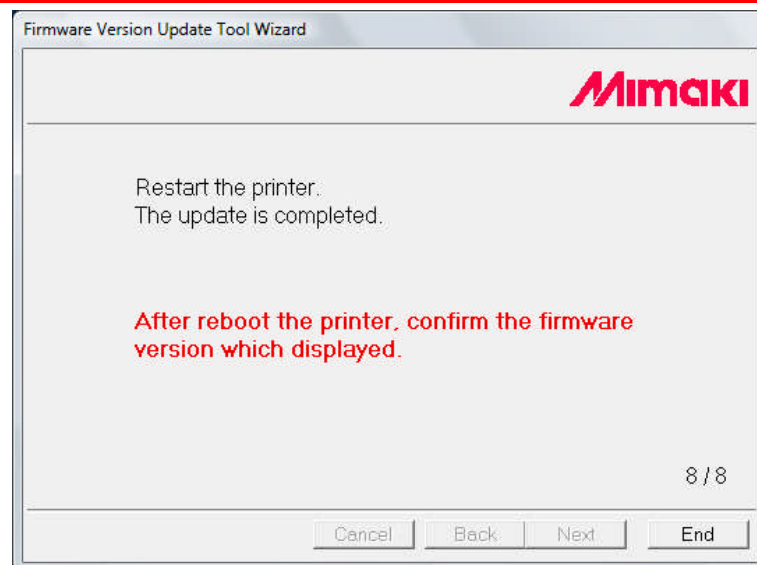 Firmware Version Update Tool Wizard
Mimaki
Restart the printer.
The update is completed.
After reboot the printer, confirm the firmware
version which displayed.
8/8
Cancel Back Next End